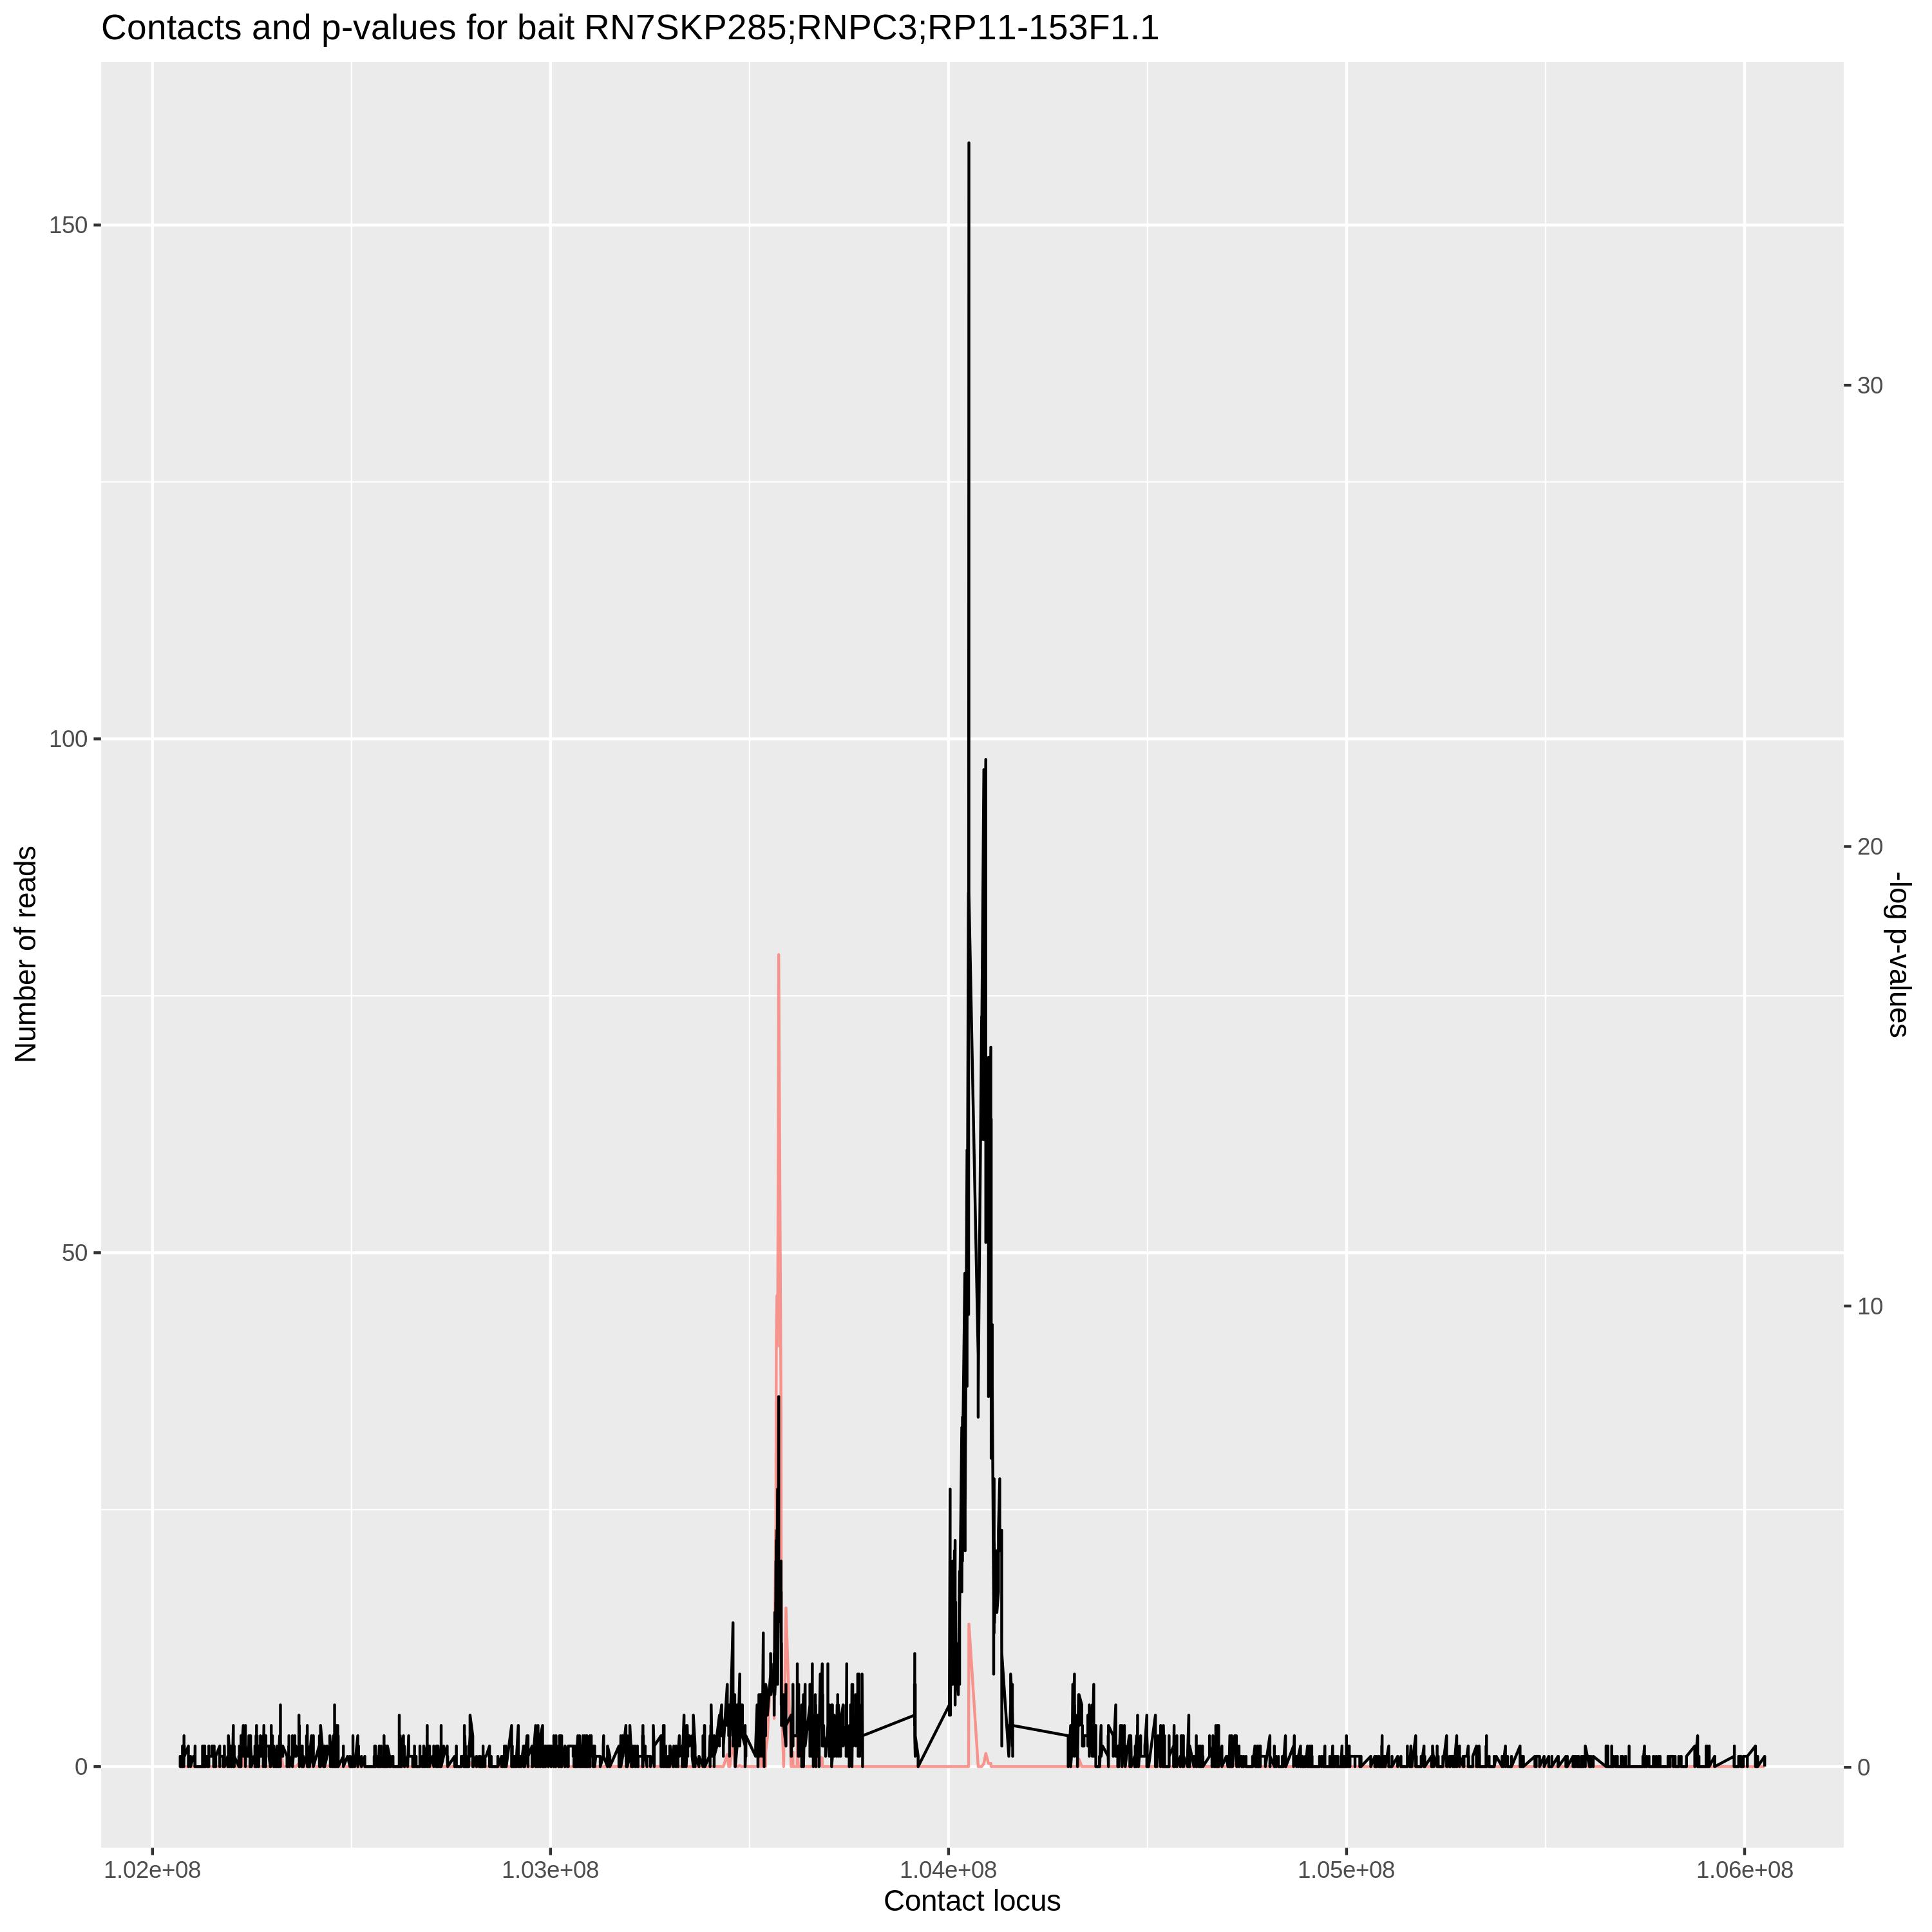 Contacts and p-values for bait RN7SKP285;RNPC3;RP11-153F1.1
150
100
50
0
Number of reads
30
20
10
0
-log p-values
1.02e+08
1.03e+08
1.04e+08
1.05e+08
1.06e+08
Contact locus